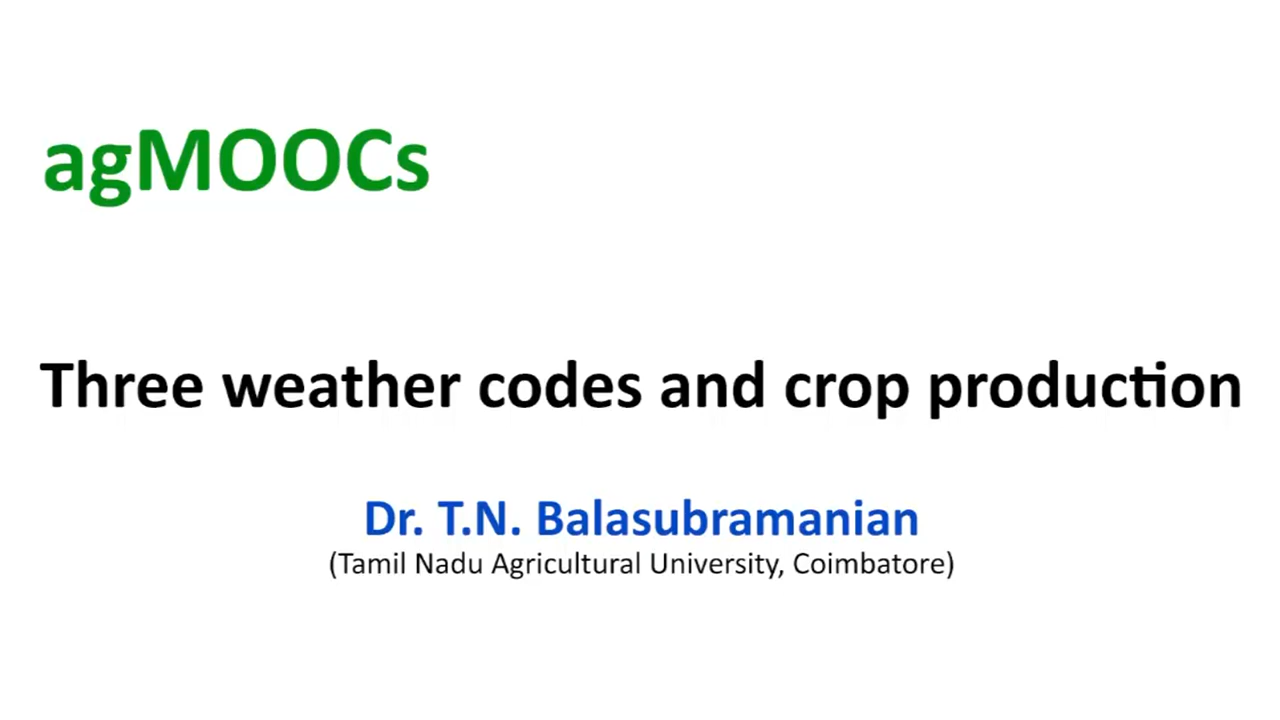 agMOOCs
Three weather codes and crop production
Dr. T.N. Balasubramanian
(Tamil Nadu Agricultural University, Coimbatore)